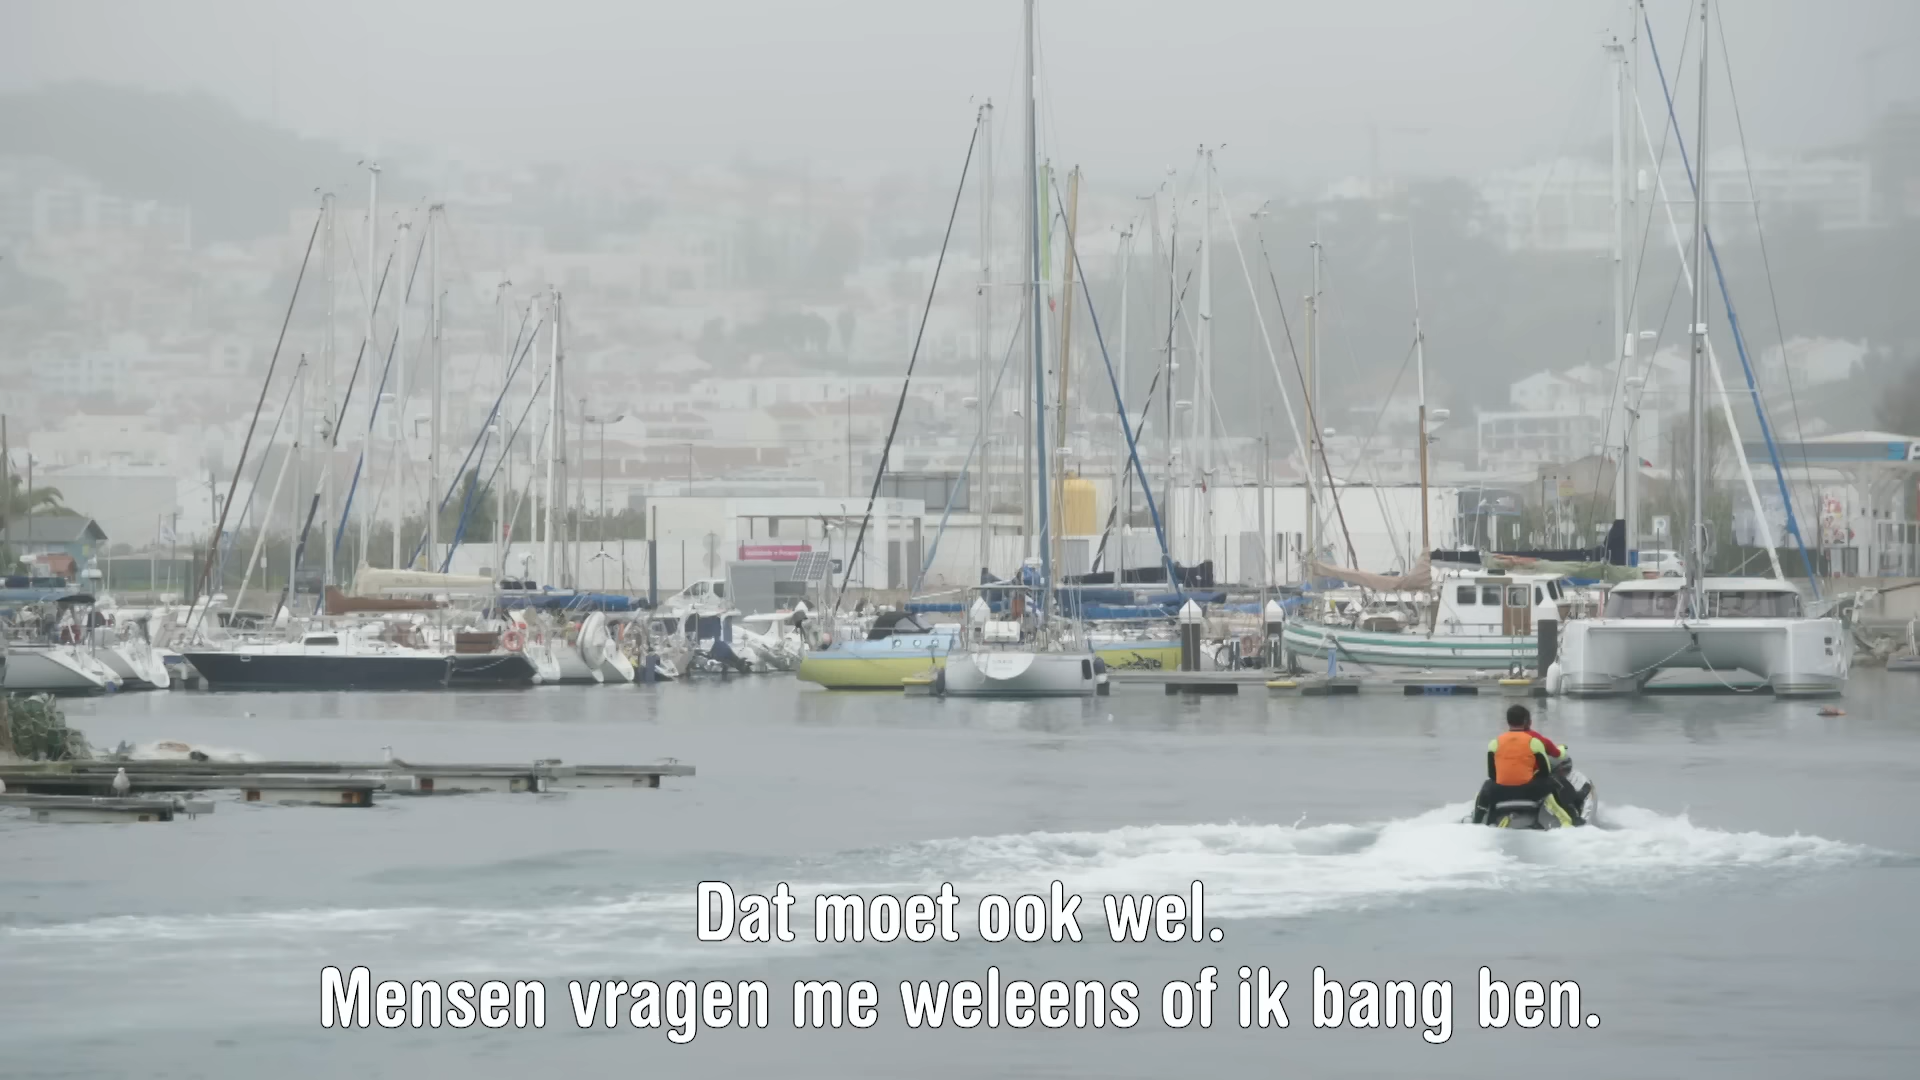 Dat moet ook wel.
Mensen vragen me weleens of ik bang ben.